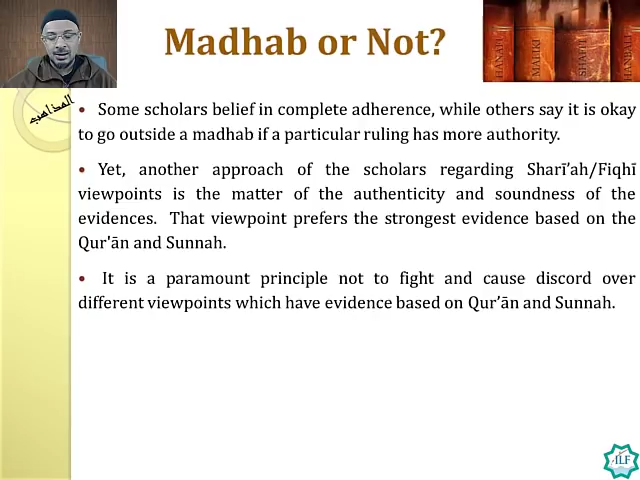 Madhab or Not?
HANAFI
MALIKI
SHAFI'I
HANBALI
المذاهب
• Some scholars belief in complete adherence, while others say it is okay
to go outside a madhab if a particular ruling has more authority.
• Yet, another approach of the scholars regarding Sharī’ah/Fiqhī
viewpoints is the matter of the authenticity and soundness of the
evidences. That viewpoint prefers the strongest evidence based on the
Qur'ān and Sunnah.
• It is a paramount principle not to fight and cause discord over
different viewpoints which have evidence based on Qur’ān and Sunnah.
ILF